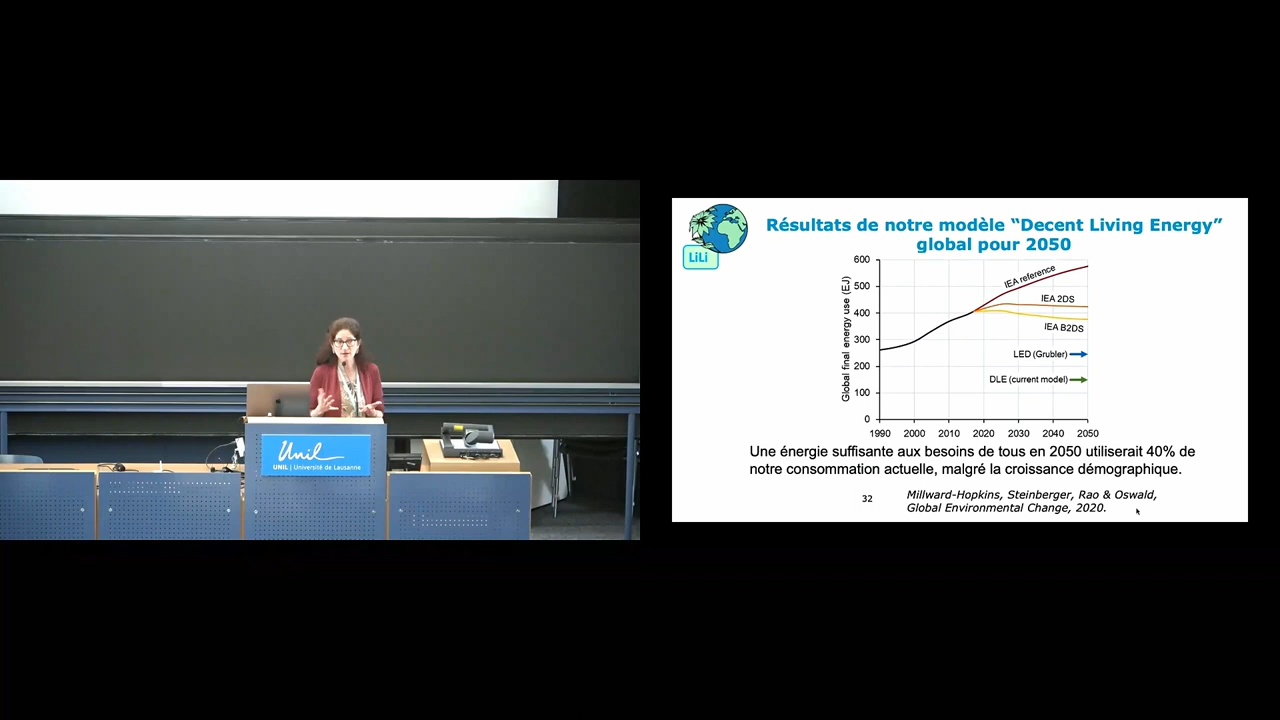 Unil
UNIL | Université de Lausanne
LiLi
Résultats de notre modèle “Decent Living Energy”
global pour 2050
Global final energy use (EJ)
600
500
400
300
200
100
0
IEA reference
IEA 2DS
IEA B2DS
LED (Grubler)
DLE (current model)
1990 2000 2010 2020 2030 2040 2050
Une énergie suffisante aux besoins de tous en 2050 utiliserait 40% de
notre consommation actuelle, malgré la croissance démographique.
32
Millward-Hopkins, Steinberger, Rao & Oswald,
Global Environmental Change, 2020.